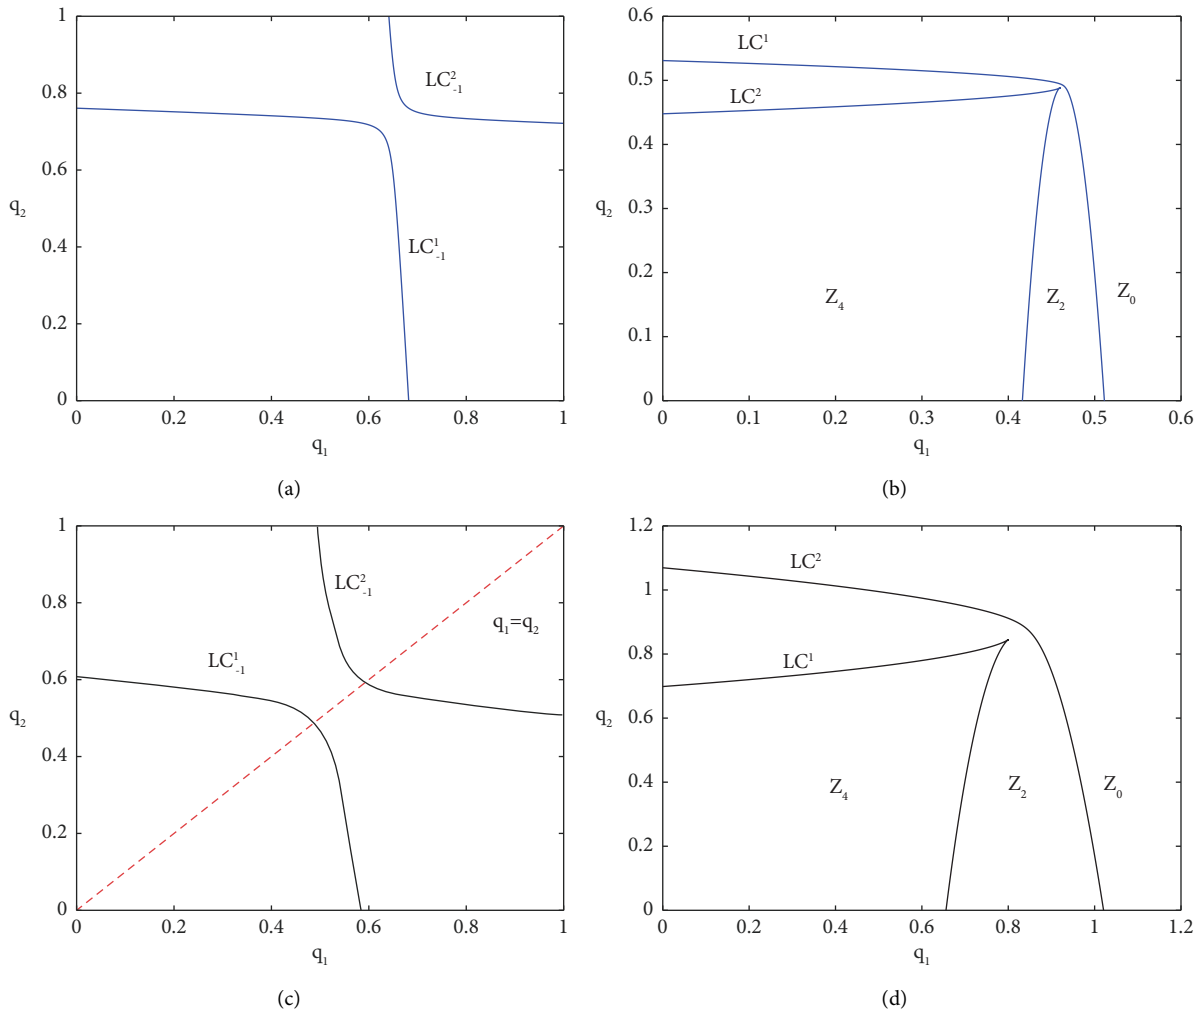 1
0.8
0.6
q₂
0.4
0.2
0
0 0.2 0.4 0.6 0.8 1
q₁
LC²₋₁
LC¹₋₁
(a)
0.6
0.5
0.4
0.3
q₂
0.2
0.1
0
0 0.1 0.2 0.3 0.4 0.5 0.6
q₁
LC¹
LC²
Z₄
Z₂
Z₀
(b)
1
0.8
0.6
q₂
0.4
0.2
0
0 0.2 0.4 0.6 0.8 1
q₁
LC²₋₁
q₁=q₂
LC¹₋₁
(c)
1.2
1
0.8
0.6
q₂
0.4
0.2
0
0 0.2 0.4 0.6 0.8 1 1.2
q₁
LC²
LC¹
Z₄
Z₂
Z₀
(d)